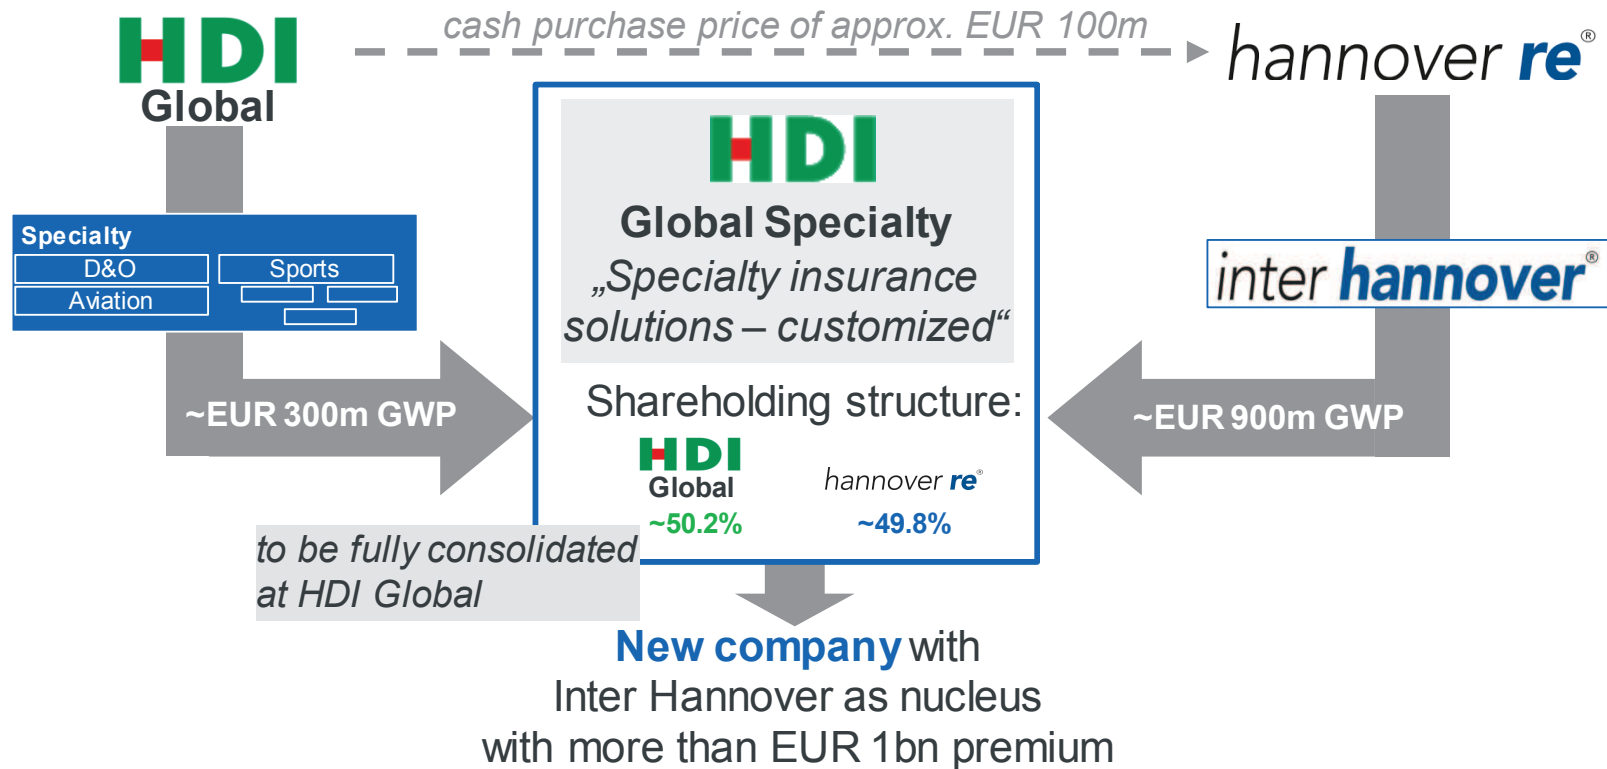 cash purchase price of approx. EUR 100m
HDI
Global
hannover re®
Specialty
D&O
Sports
Aviation
HDI
Global Specialty
„Specialty insurance
solutions – customized“
inter hannover®
Shareholding structure:
~EUR 300m GWP
~EUR 900m GWP
HDI
Global
hannover re®
~50.2%
~49.8%
to be fully consolidated
at HDI Global
New company with
Inter Hannover as nucleus
with more than EUR 1bn premium